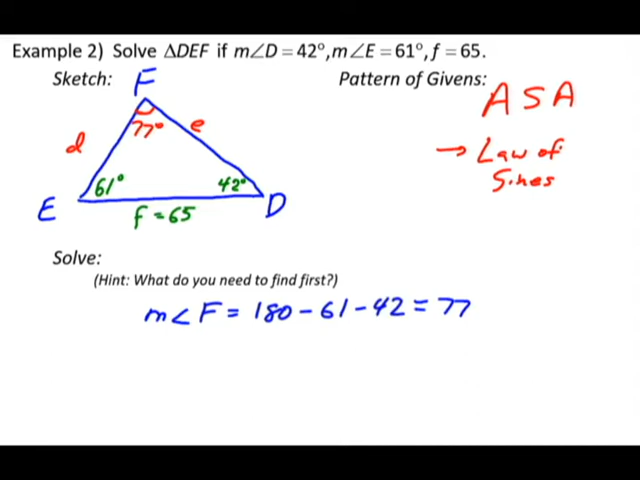 Example 2) Solve ΔDEF if m∠D = 42°, m∠E = 61°, f = 65.
Sketch: Pattern of Givens:
F
A S A
77°
d
e
→ Law of
Sines
61°
42°
E
D
f = 65
Solve:
(Hint: What do you need to find first?)
m∠F = 180 - 61 - 42 = 77